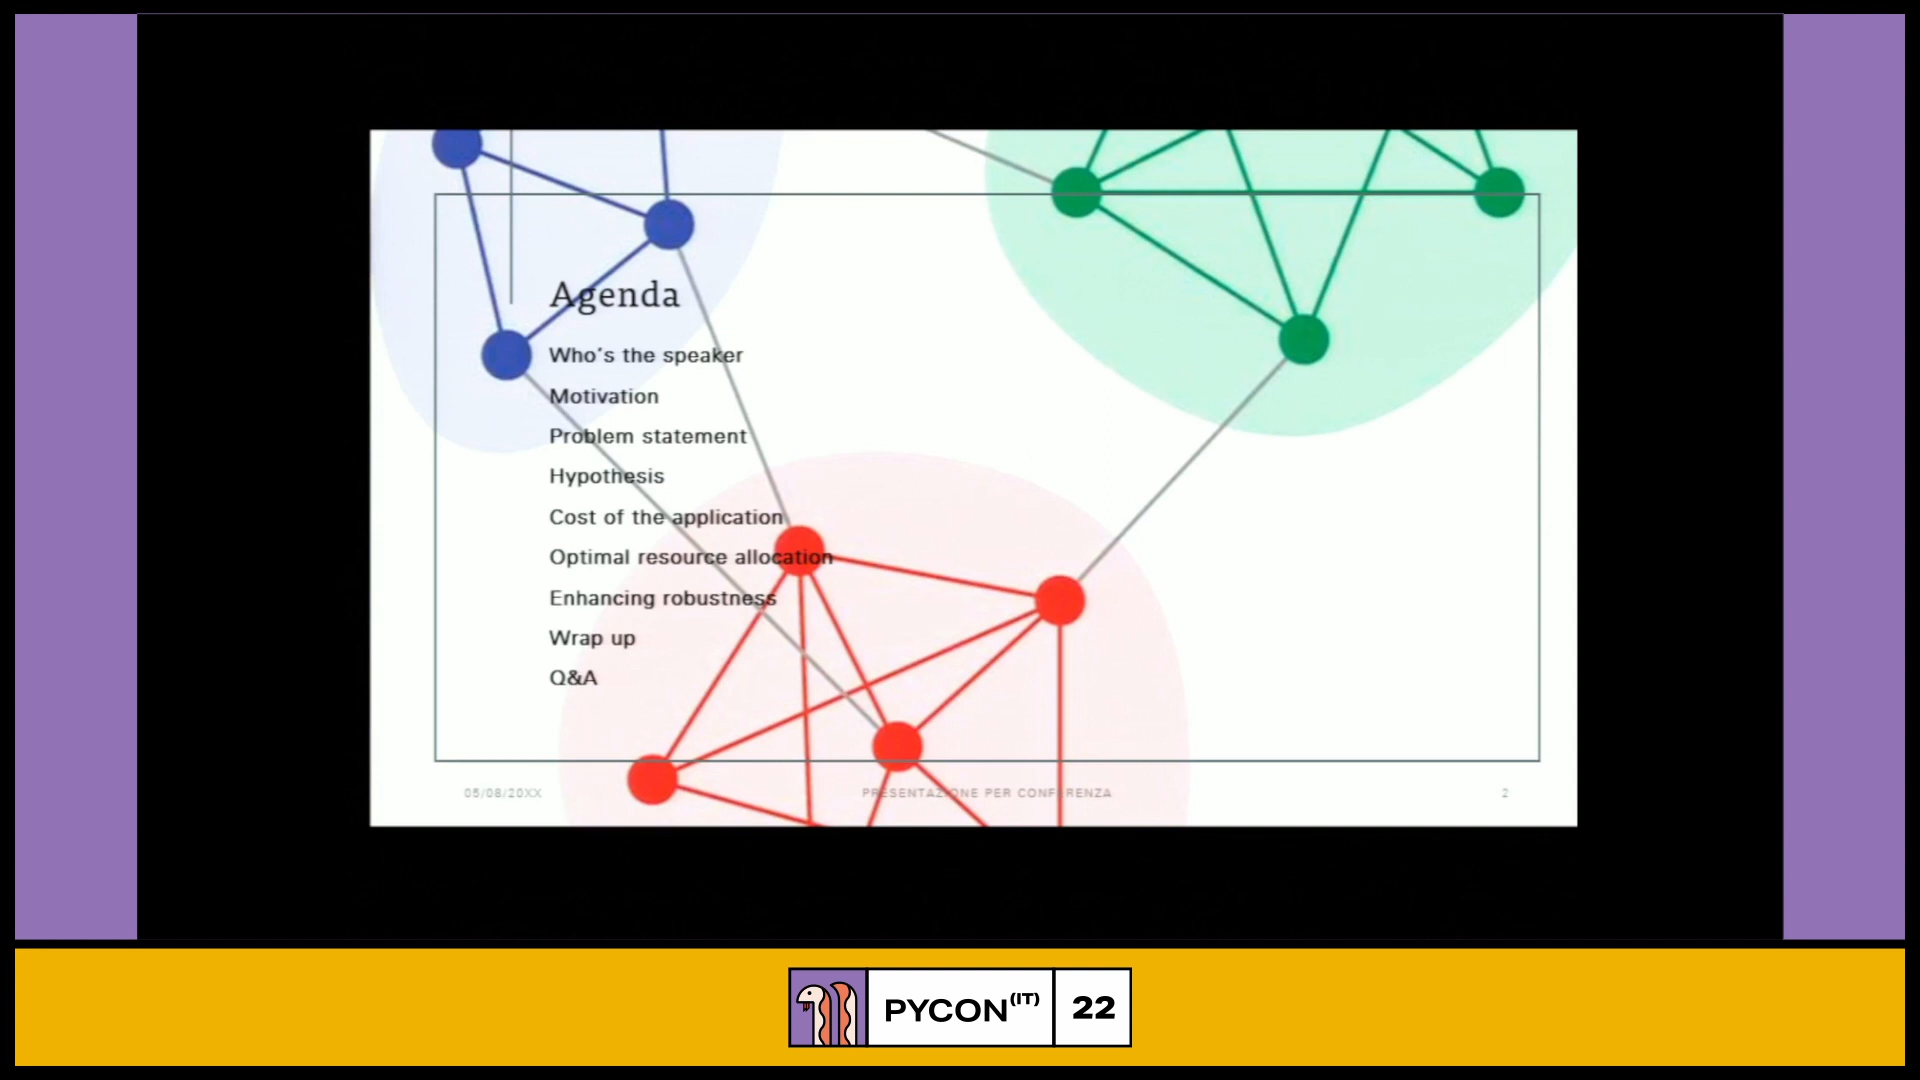 Agenda
Who's the speaker
Motivation
Problem statement
Hypothesis
Cost of the application
Optimal resource allocation
Enhancing robustness
Wrap up
Q&A
05/08/20XX
PRESENTAZIONE PER CONFERENZA
2
PYCON(IT) 22